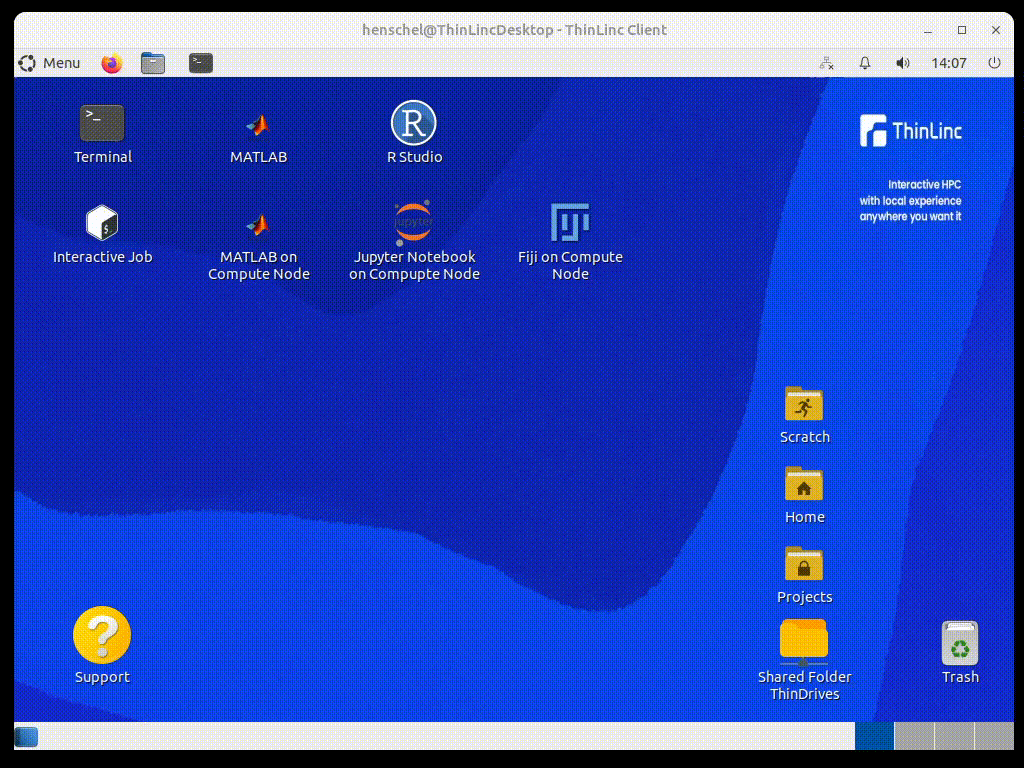 henschel@ThinLincDesktop - ThinLinc Client
Menu
14:07
>_
Terminal
MATLAB
R
R Studio
ThinLinc
Interactive HPC
with local experience
anywhere you want it
$
Interactive Job
MATLAB on
Compute Node
jupyter
Jupyter Notebook
on Compupte Node
Fiji on Compute
Node
Scratch
Home
Projects
?
Support
Shared Folder
ThinDrives
Trash